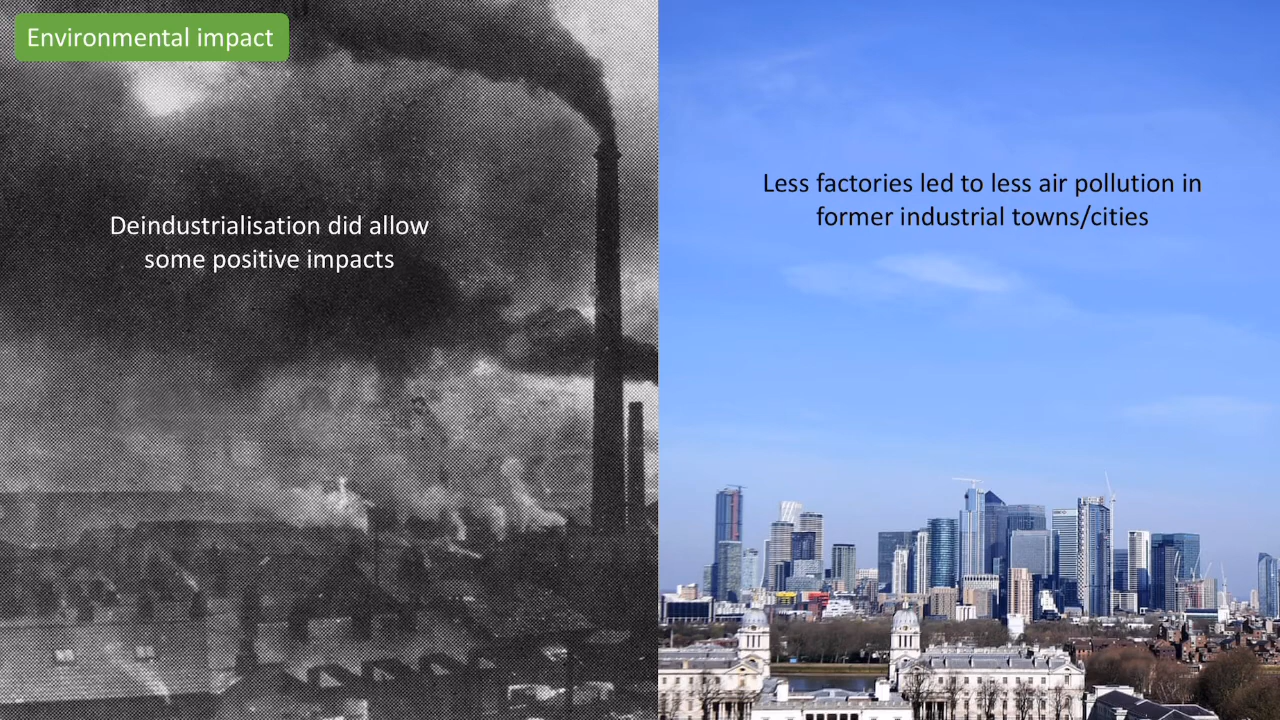 Environmental impact
Deindustrialisation did allow
some positive impacts
Less factories led to less air pollution in
former industrial towns/cities